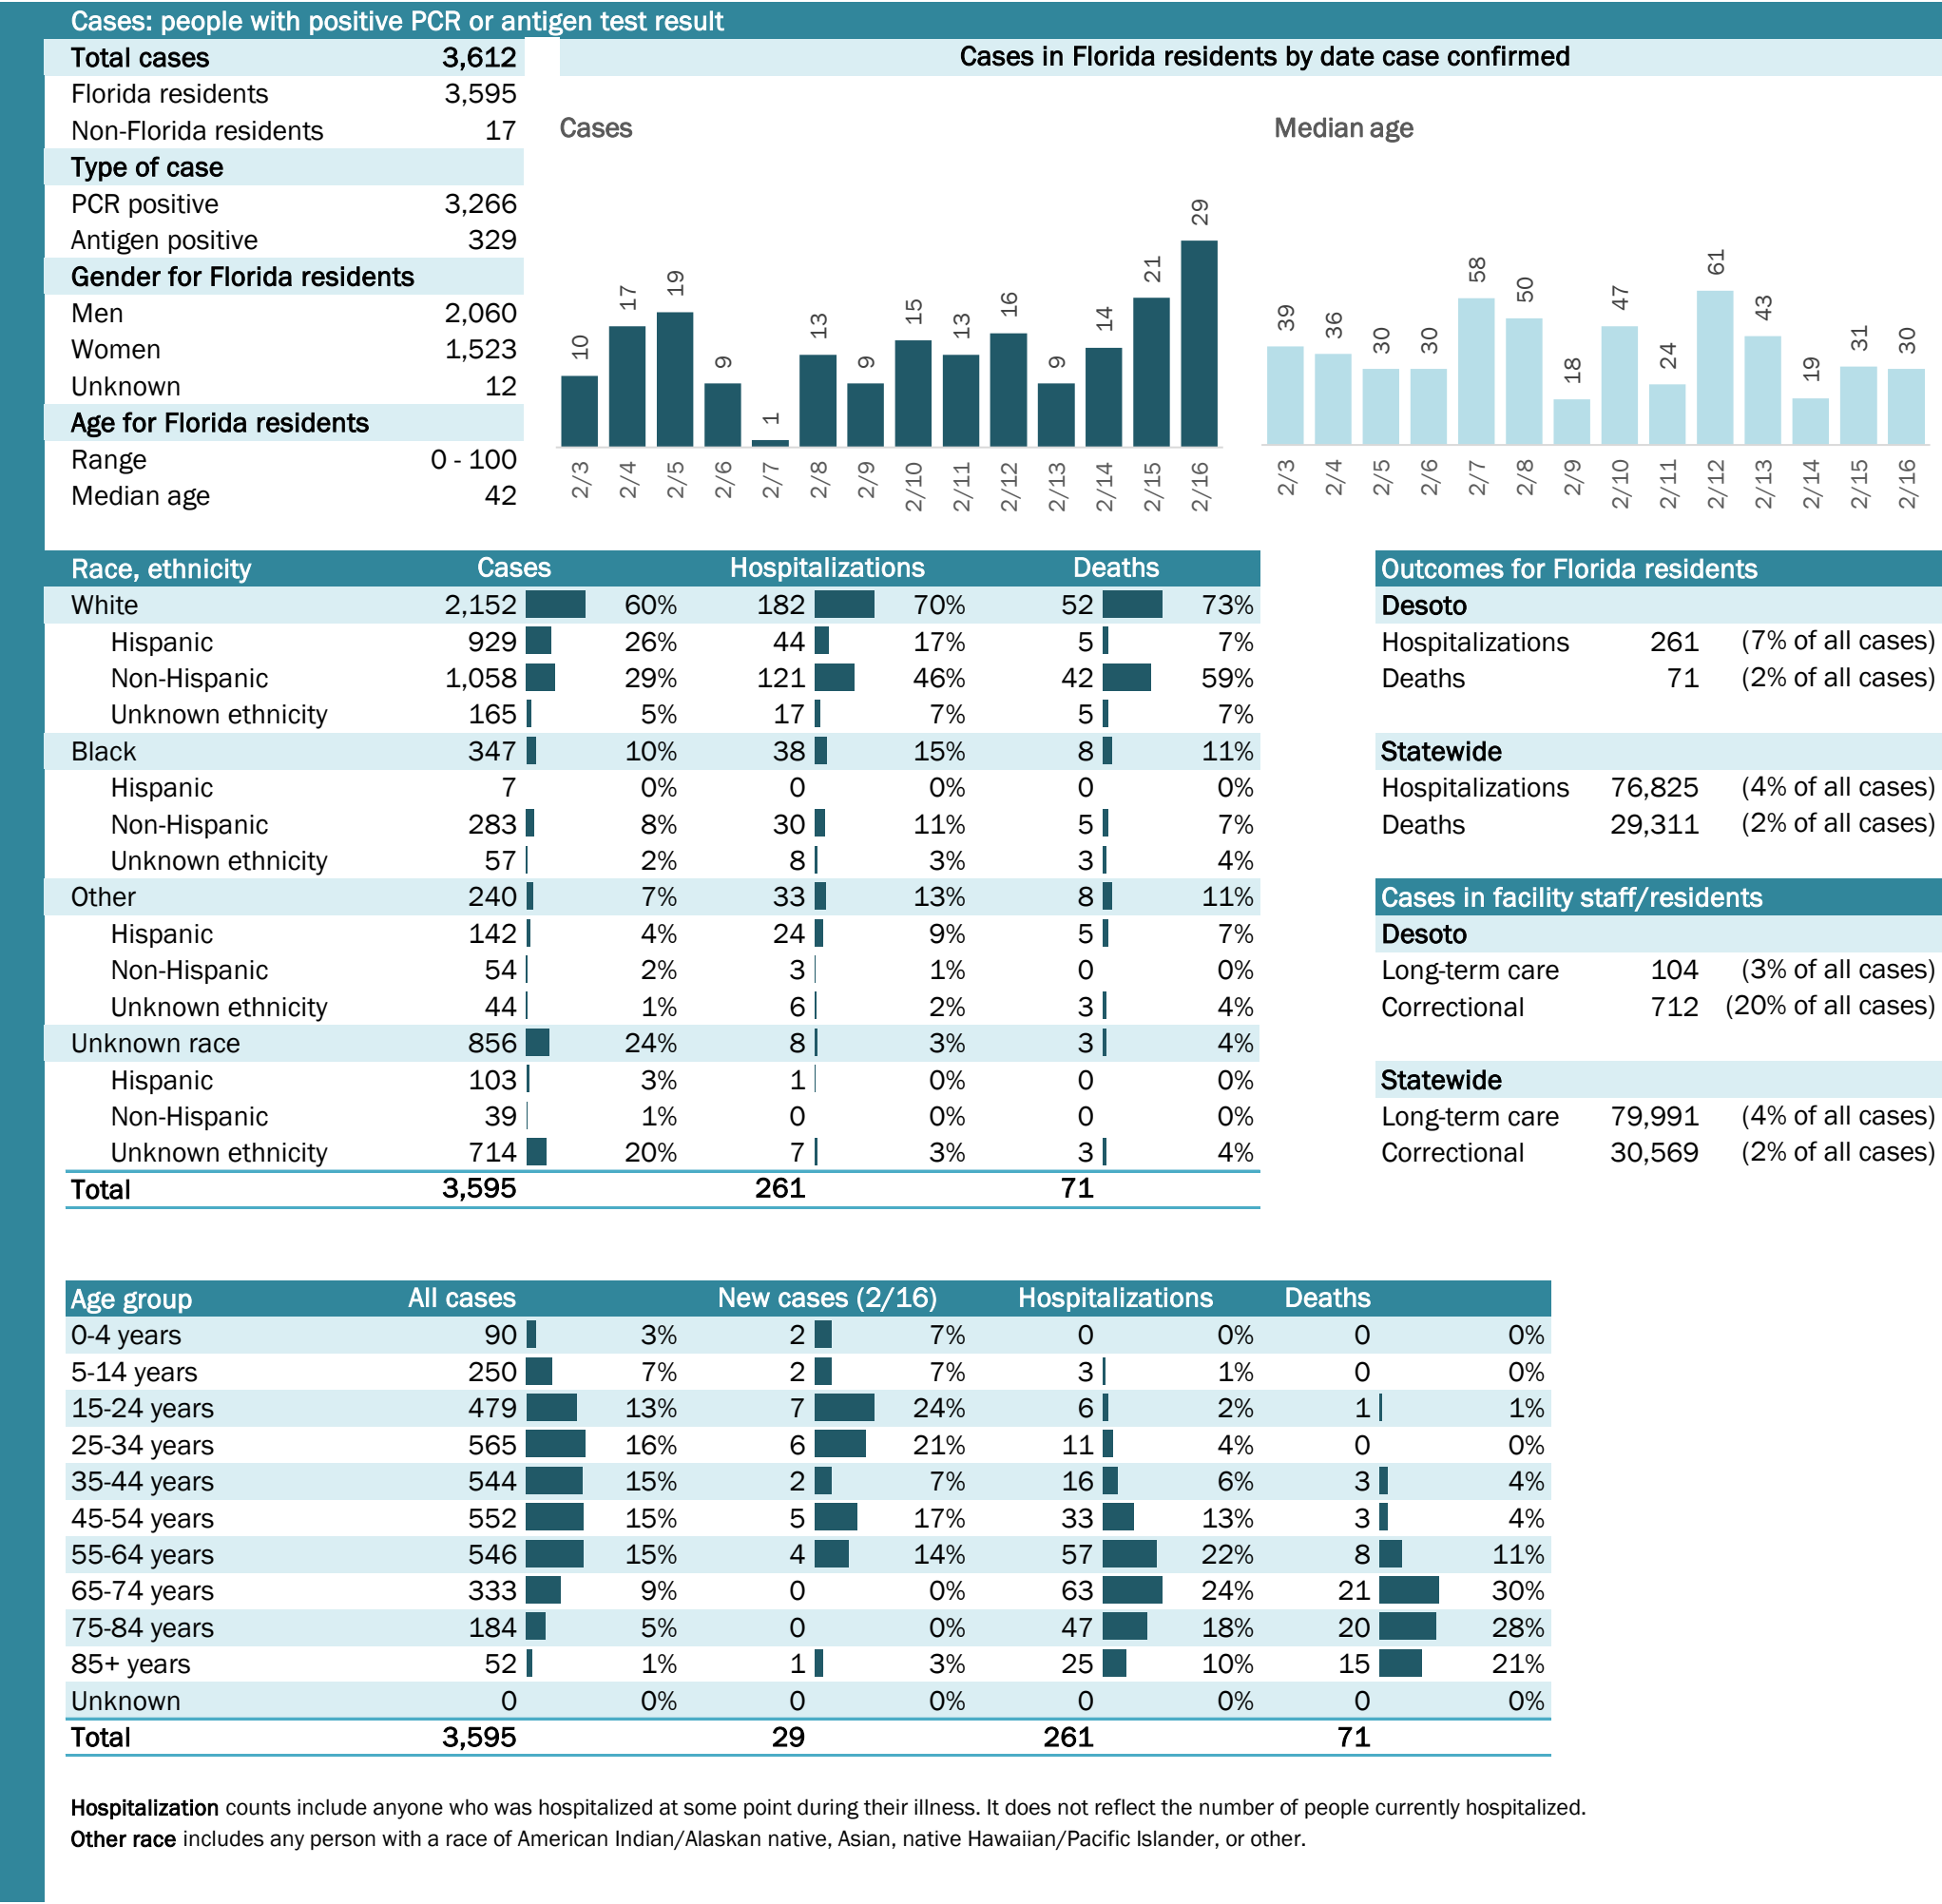 Cases: people with positive PCR or antigen test result
Total cases 3,612
Florida residents 3,595
Non-Florida residents 17
Type of case
PCR positive 3,266
Antigen positive 329
Gender for Florida residents
Men 2,060
Women 1,523
Unknown 12
Age for Florida residents
Range 0 - 100
Median age 42
Cases in Florida residents by date case confirmed
Cases
10 17 19 9 1 13 9 15 13 16 9 14 21 29
2/3 2/4 2/5 2/6 2/7 2/8 2/9 2/10 2/11 2/12 2/13 2/14 2/15 2/16
Median age
39 36 30 30 58 50 18 47 24 61 43 19 31 30
2/3 2/4 2/5 2/6 2/7 2/8 2/9 2/10 2/11 2/12 2/13 2/14 2/15 2/16
Race, ethnicity Cases Hospitalizations Deaths
White 2,152 60% 182 70% 52 73%
Hispanic 929 26% 44 17% 5 7%
Non-Hispanic 1,058 29% 121 46% 42 59%
Unknown ethnicity 165 5% 17 7% 5 7%
Black 347 10% 38 15% 8 11%
Hispanic 7 0% 0 0% 0 0%
Non-Hispanic 283 8% 30 11% 5 7%
Unknown ethnicity 57 2% 8 3% 3 4%
Other 240 7% 33 13% 8 11%
Hispanic 142 4% 24 9% 5 7%
Non-Hispanic 54 2% 3 1% 0 0%
Unknown ethnicity 44 1% 6 2% 3 4%
Unknown race 856 24% 8 3% 3 4%
Hispanic 103 3% 1 0% 0 0%
Non-Hispanic 39 1% 0 0% 0 0%
Unknown ethnicity 714 20% 7 3% 3 4%
Total 3,595 261 71
Outcomes for Florida residents
Desoto
Hospitalizations 261 (7% of all cases)
Deaths 71 (2% of all cases)
Statewide
Hospitalizations 76,825 (4% of all cases)
Deaths 29,311 (2% of all cases)
Cases in facility staff/residents
Desoto
Long-term care 104 (3% of all cases)
Correctional 712 (20% of all cases)
Statewide
Long-term care 79,991 (4% of all cases)
Correctional 30,569 (2% of all cases)
Age group All cases New cases (2/16) Hospitalizations Deaths
0-4 years 90 3% 2 7% 0 0% 0 0%
5-14 years 250 7% 2 7% 3 1% 0 0%
15-24 years 479 13% 7 24% 6 2% 1 1%
25-34 years 565 16% 6 21% 11 4% 0 0%
35-44 years 544 15% 2 7% 16 6% 3 4%
45-54 years 552 15% 5 17% 33 13% 3 4%
55-64 years 546 15% 4 14% 57 22% 8 11%
65-74 years 333 9% 0 0% 63 24% 21 30%
75-84 years 184 5% 0 0% 47 18% 20 28%
85+ years 52 1% 1 3% 25 10% 15 21%
Unknown 0 0% 0 0% 0 0% 0 0%
Total 3,595 29 261 71
Hospitalization counts include anyone who was hospitalized at some point during their illness. It does not reflect the number of people currently hospitalized.
Other race includes any person with a race of American Indian/Alaskan native, Asian, native Hawaiian/Pacific Islander, or other.